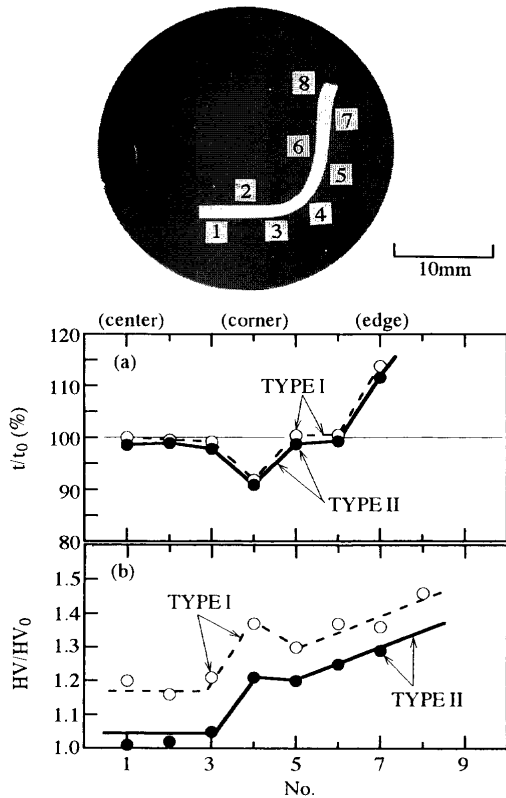 8
7
2
6
5
1
3
4
10mm
(center) (corner) (edge)
120
(a)
TYPE I
110
t/t0 (%)
100
90
TYPE II
80
(b)
1.5
TYPE I
1.4
HV/HV0
1.3
1.2
TYPE II
1.1
1.0
1 3 5 7 9
No.